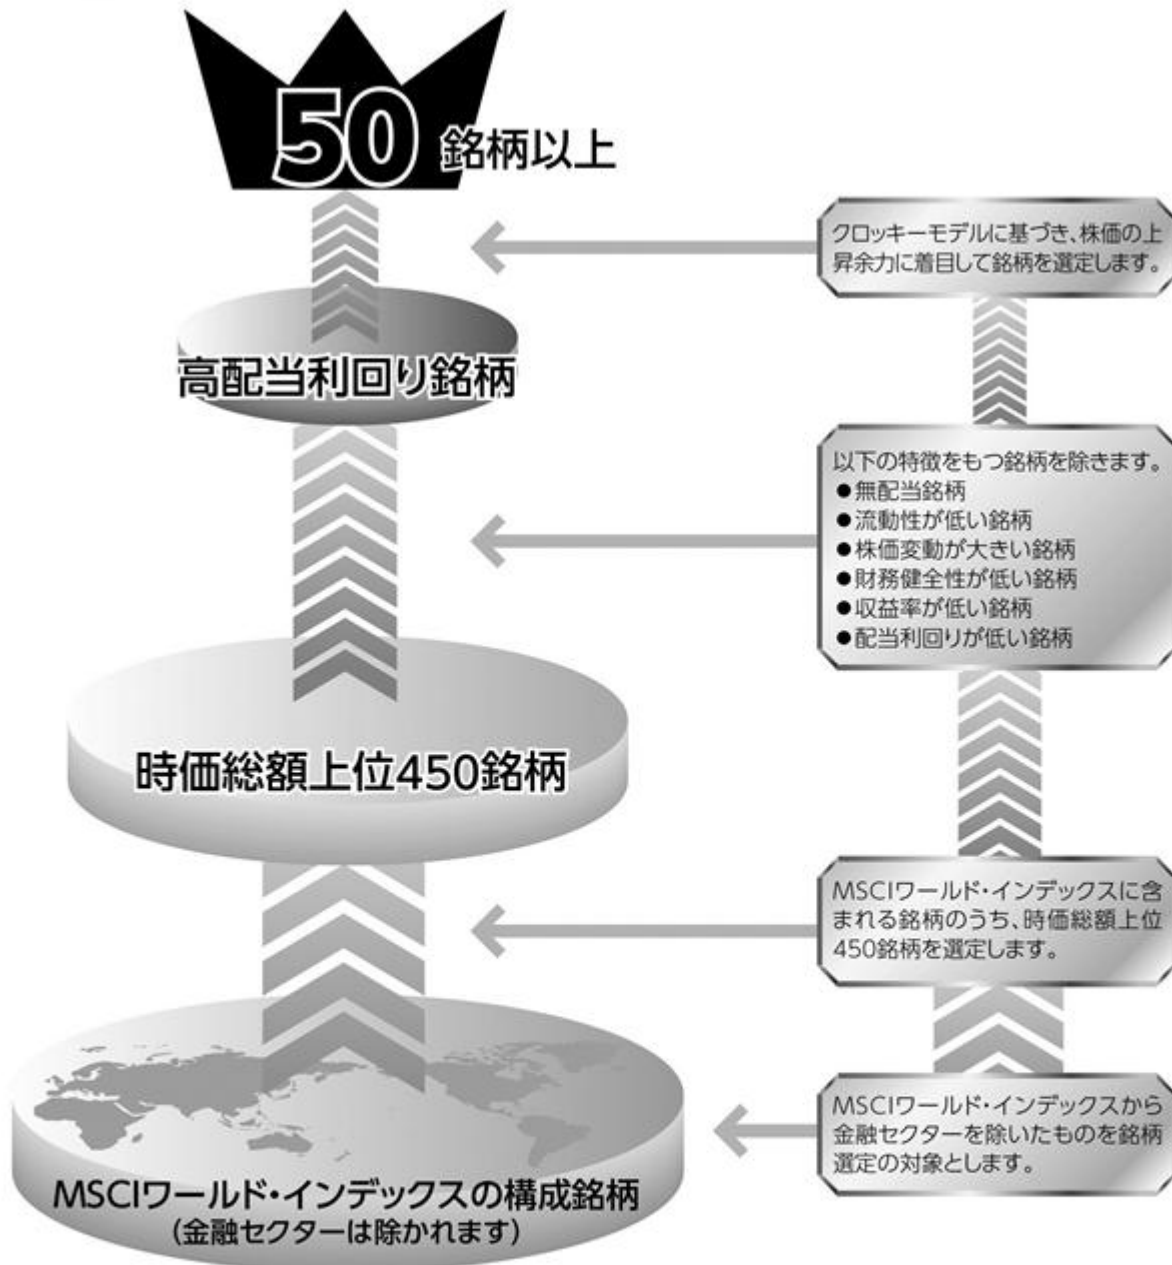 50 銘柄以上
クロッキーモデルに基づき、株価の上
昇余力に着目して銘柄を選定します。
高配当利回り銘柄
以下の特徴をもつ銘柄を除きます。
●無配当銘柄
●流動性が低い銘柄
●株価変動が大きい銘柄
●財務健全性が低い銘柄
●収益率が低い銘柄
●配当利回りが低い銘柄
時価総額上位450銘柄
MSCIワールド・インデックスに含
まれる銘柄のうち、時価総額上位
450銘柄を選定します。
MSCIワールド・インデックスから
金融セクターを除いたものを銘柄
選定の対象とします。
MSCIワールド・インデックスの構成銘柄
(金融セクターは除かれます)